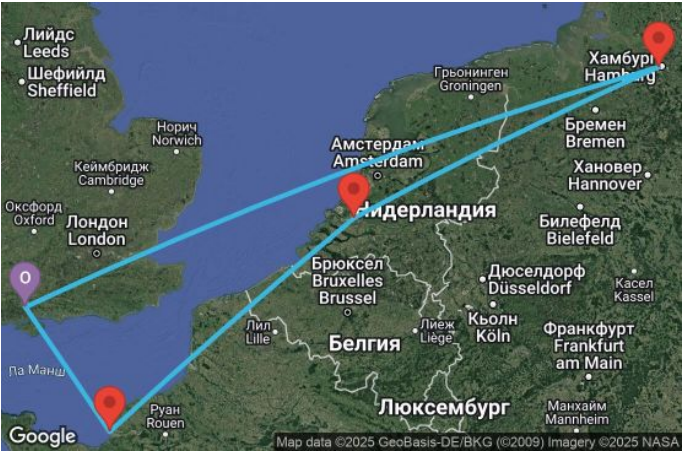 Лийдс
Leeds
Шефийлд
Sheffield
Хамбург
Hamburg
Грьонинген
Groningen
Норич
Norwich
Бремен
Bremen
Амстердам
Amsterdam
Кеймбридж
Cambridge
Хановер
Hannover
Оксфорд
Oxford
Лондон
London
Нидерландия
Билефелд
Bielefeld
O
Брюксел
Bruxelles
Brussel
Дюселдорф
Düsseldorf
Касел
Kassel
Лил
Lille
Лиеж
Liège
Кьолн
Köln
Белгия
Франкфурт
Frankfurt
am Main
Ла Манш
Руан
Rouen
Люксембург
Манхайм
Mannheim
Google
Map data ©2025 GeoBasis-DE/BKG (©2009) Imagery ©2025 NASA